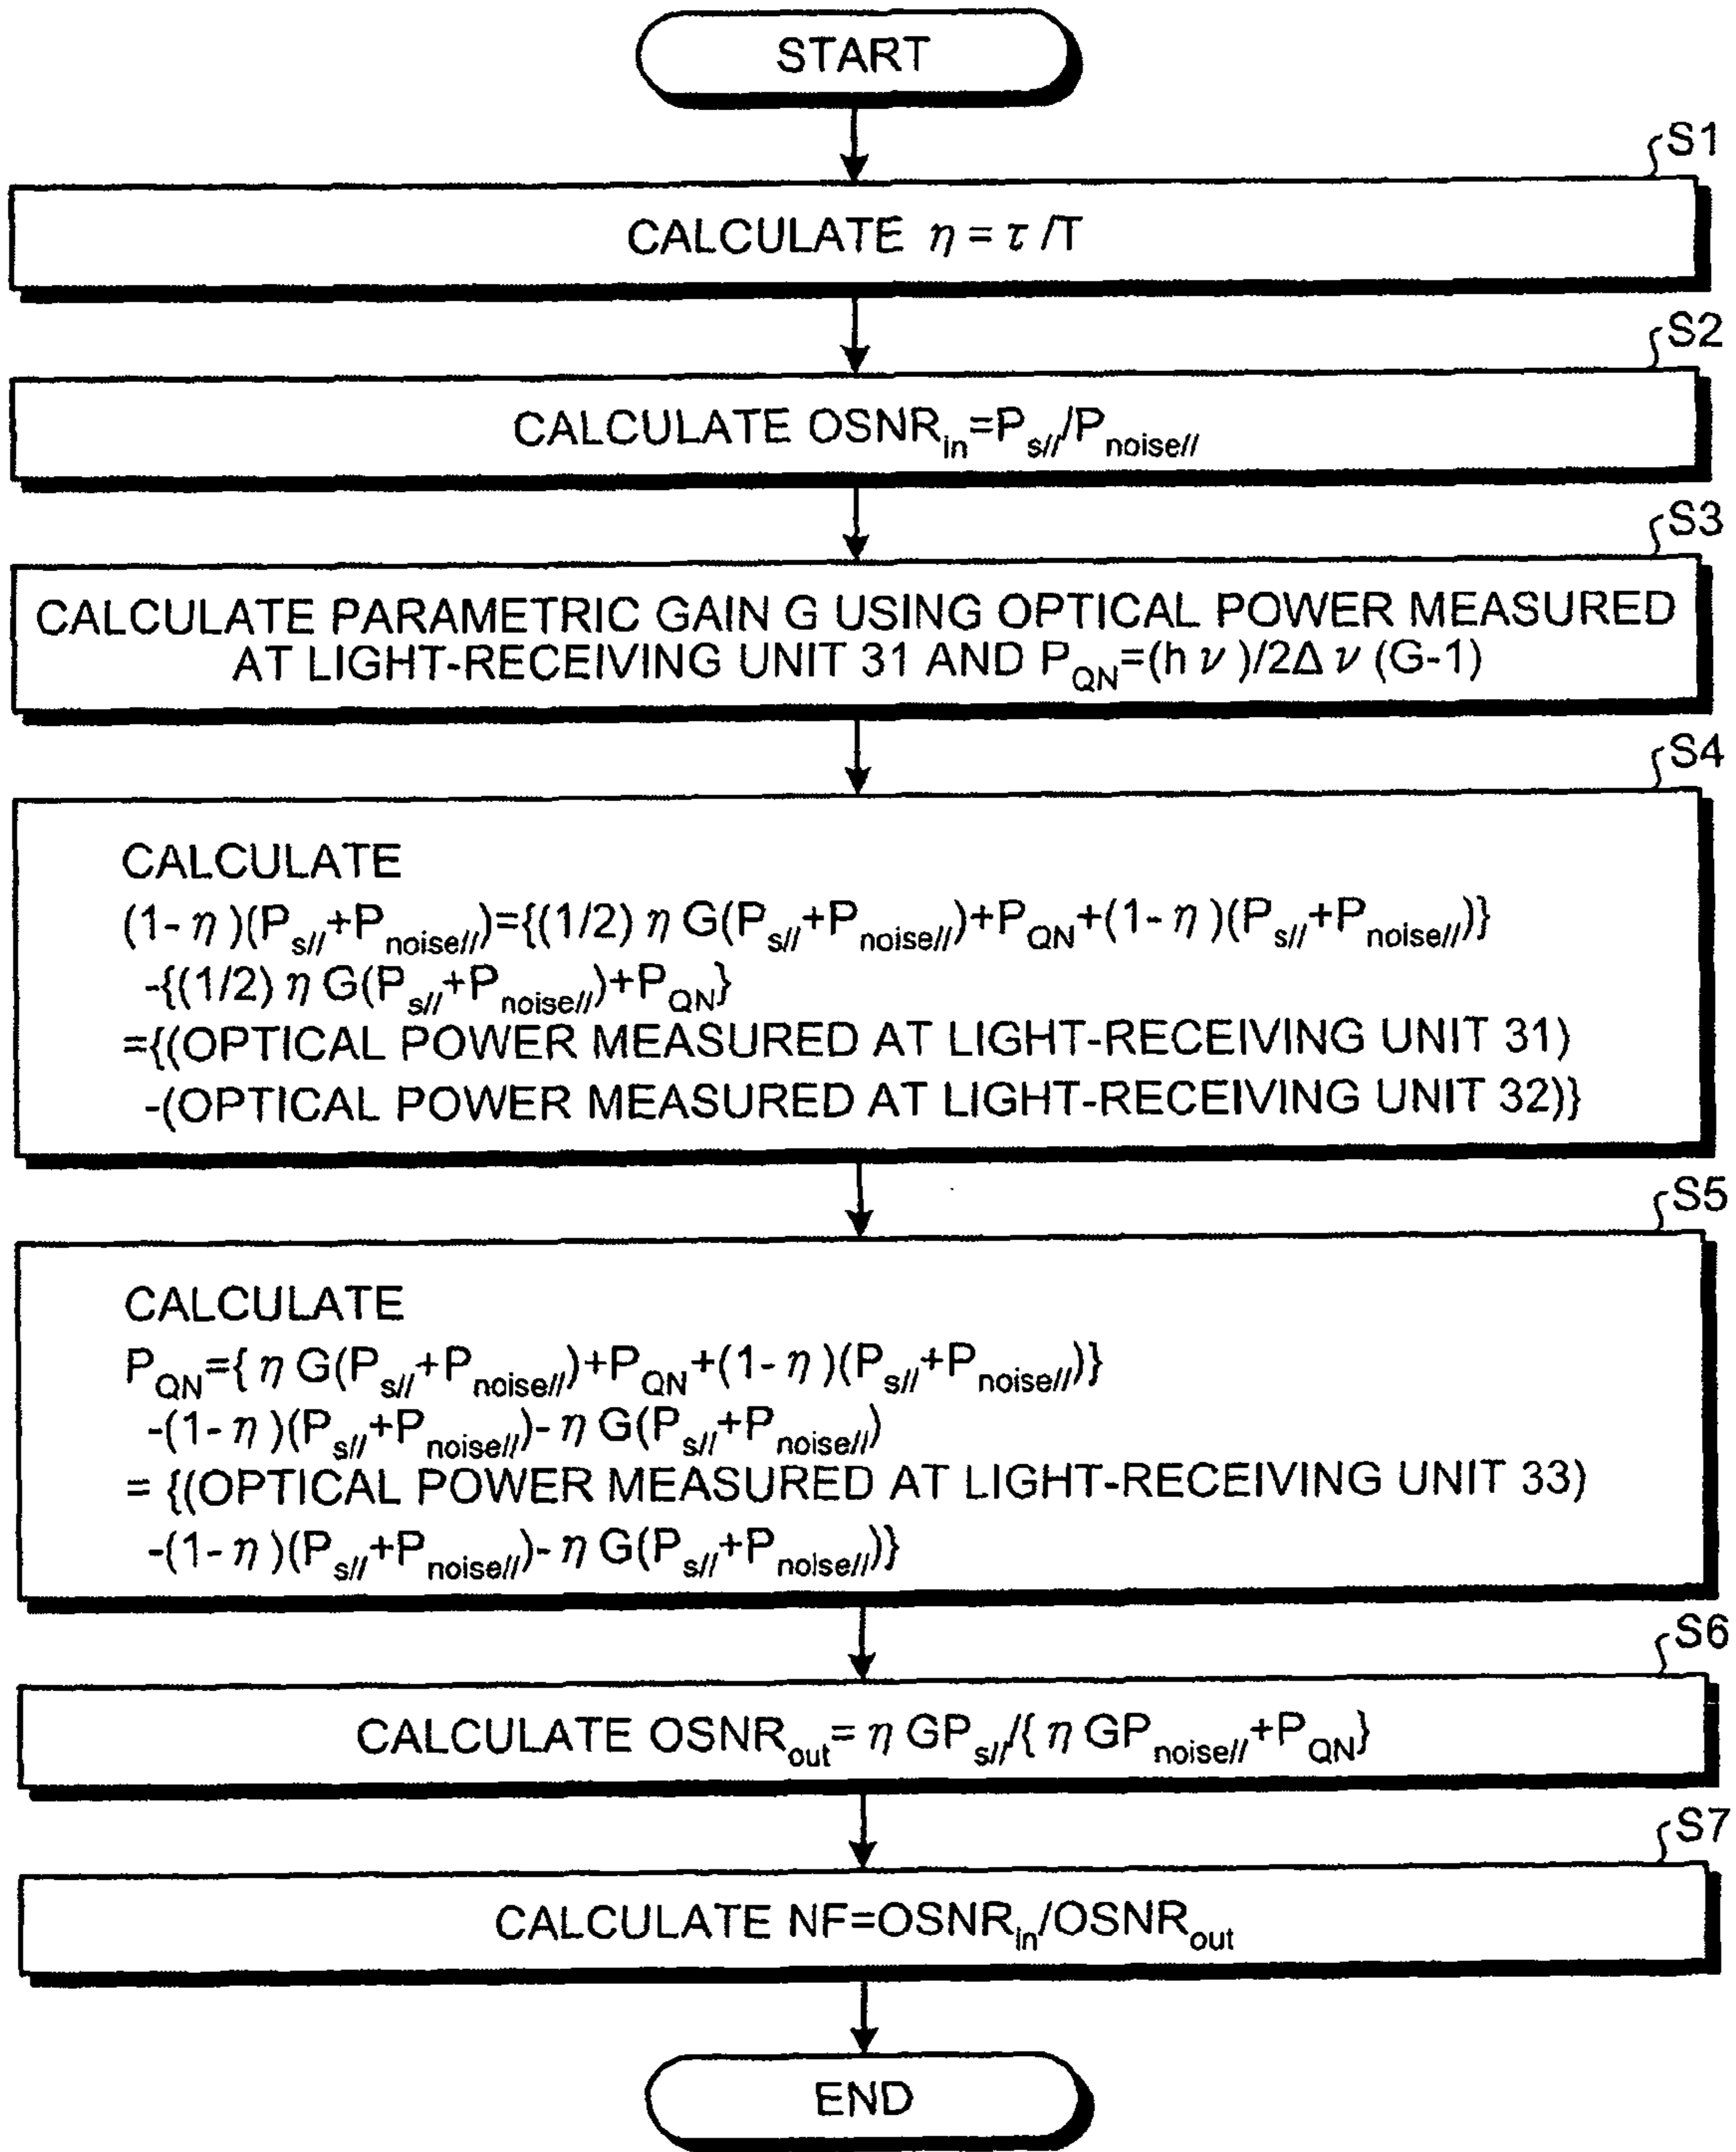 START
S1
CALCULATE η = τ /T
S2
CALCULATE OSNRin=Ps///Pnoise//
S3
CALCULATE PARAMETRIC GAIN G USING OPTICAL POWER MEASURED
AT LIGHT-RECEIVING UNIT 31 AND PQN=(h ν )/2Δ ν (G-1)
S4
CALCULATE
(1- η )(Ps//+Pnoise//)={(1/2) η G(Ps//+Pnoise//)+PQN+(1- η )(Ps//+Pnoise//)}
-{(1/2) η G(Ps//+Pnoise//)+PQN}
={(OPTICAL POWER MEASURED AT LIGHT-RECEIVING UNIT 31)
-(OPTICAL POWER MEASURED AT LIGHT-RECEIVING UNIT 32)}
S5
CALCULATE
PQN={ η G(Ps//+Pnoise//)+PQN+(1- η )(Ps//+Pnoise//)}
-(1- η )(Ps//+Pnoise//)- η G(Ps//+Pnoise//)
= {(OPTICAL POWER MEASURED AT LIGHT-RECEIVING UNIT 33)
-(1- η )(Ps//+Pnoise//)- η G(Ps//+Pnoise//)}
S6
CALCULATE OSNRout= η GPs///{ η GPnoise//+PQN}
S7
CALCULATE NF=OSNRin/OSNRout
END